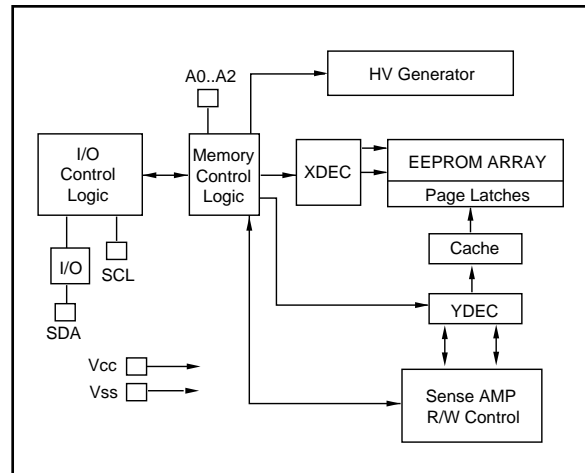 A0..A2
HV Generator
I/O
Control
Logic
Memory
Control
Logic
XDEC
EEPROM ARRAY
Page Latches
Cache
I/O
SCL
SDA
YDEC
Vcc
Vss
Sense AMP
R/W Control